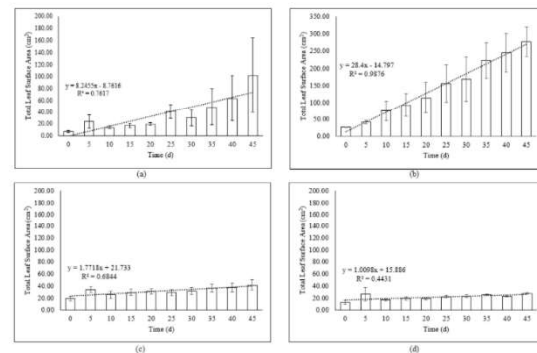 200.00
180.00
160.00
140.00
120.00
100.00
80.00
60.00
40.00
20.00
0.00
Total Leaf Surface Area (cm²)
y = 8.2455x - 8.7616
R² = 0.7617
0 5 10 15 20 25 30 35 40 45
Time (d)
(a)
350.00
300.00
250.00
200.00
150.00
100.00
50.00
0.00
Total Leaf Surface Area (cm²)
y = 28.4x - 14.797
R² = 0.9876
0 5 10 15 20 25 30 35 40 45
Time (d)
(b)
200.00
180.00
160.00
140.00
120.00
100.00
80.00
60.00
40.00
20.00
0.00
Total Leaf Surface Area (cm²)
y = 1.7718x + 21.733
R² = 0.6844
0 5 10 15 20 25 30 35 40 45
Time (d)
(c)
200.00
180.00
160.00
140.00
120.00
100.00
80.00
60.00
40.00
20.00
0.00
Total Leaf Surface Area (cm²)
y = 1.0098x + 15.886
R² = 0.4431
0 5 10 15 20 25 30 35 40 45
Time (d)
(d)